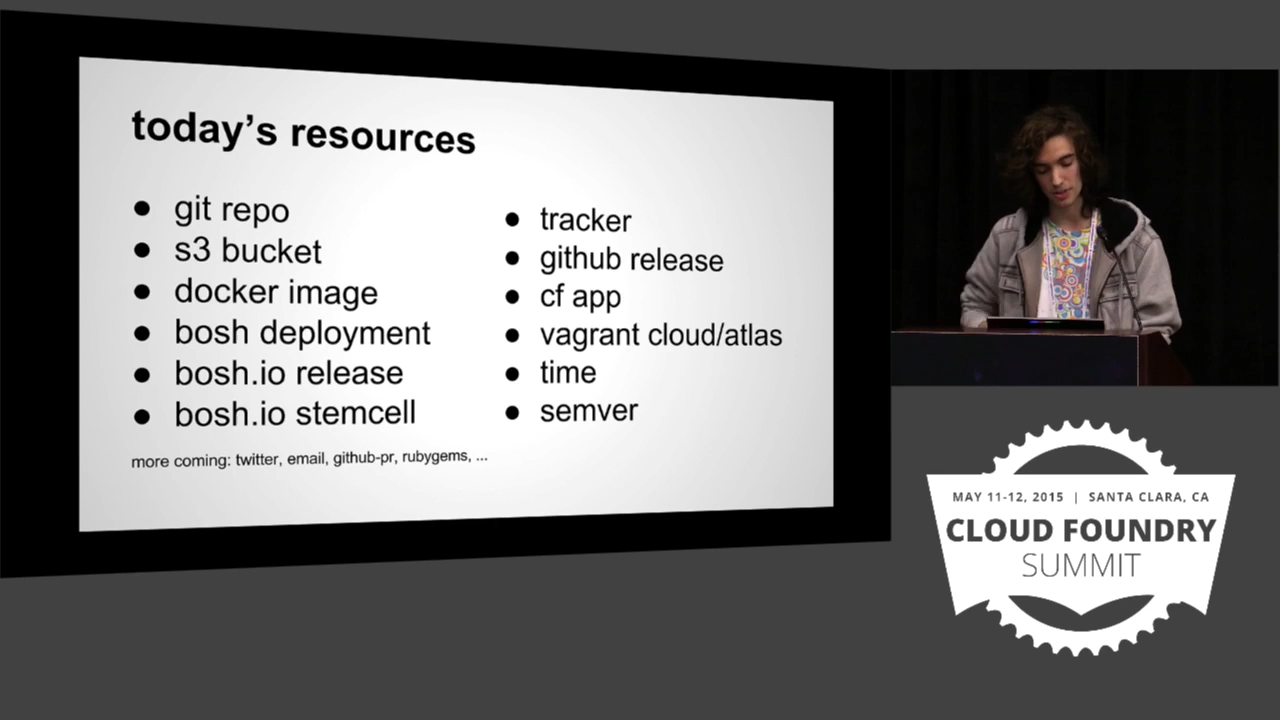 today's resources
git repo
s3 bucket
docker image
bosh deployment
bosh.io release
bosh.io stemcell
tracker
github release
cf app
vagrant cloud/atlas
time
semver
more coming: twitter, email, github-pr, rubygems, ...
MAY 11-12, 2015 | SANTA CLARA, CA
CLOUD FOUNDRY
SUMMIT